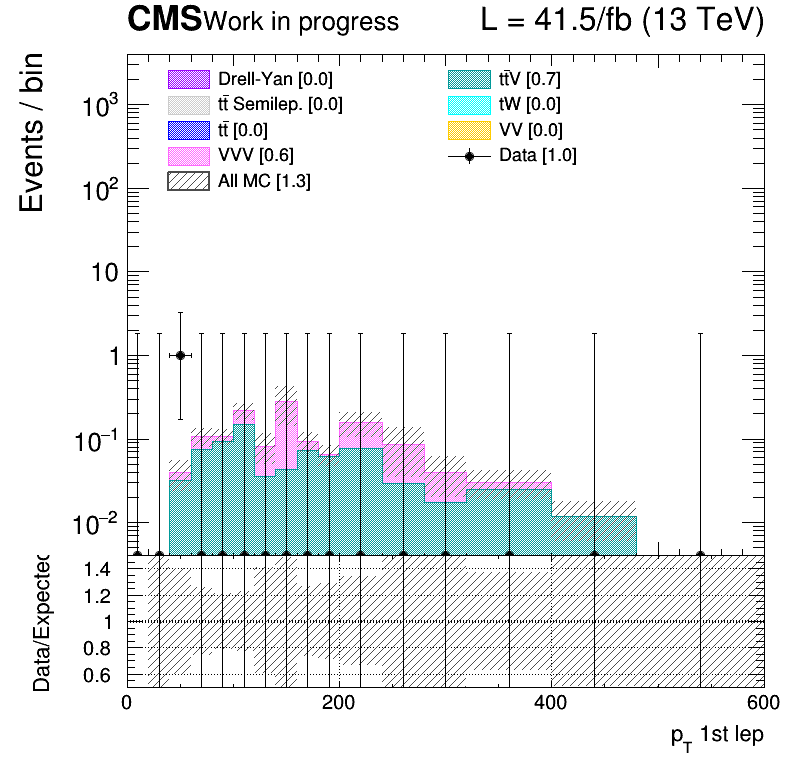 CMS Work in progress L = 41.5/fb (13 TeV)
Events / bin
Drell-Yan [0.0]
tt̄ Semilep. [0.0]
tt̄ [0.0]
VVV [0.6]
All MC [1.3]
tt̄V [0.7]
tW [0.0]
VV [0.0]
Data [1.0]
10³
10²
10
1
10⁻¹
10⁻²
Data/Expected
1.4
1.2
1
0.8
0.6
0 200 400 600
p_T 1st lep